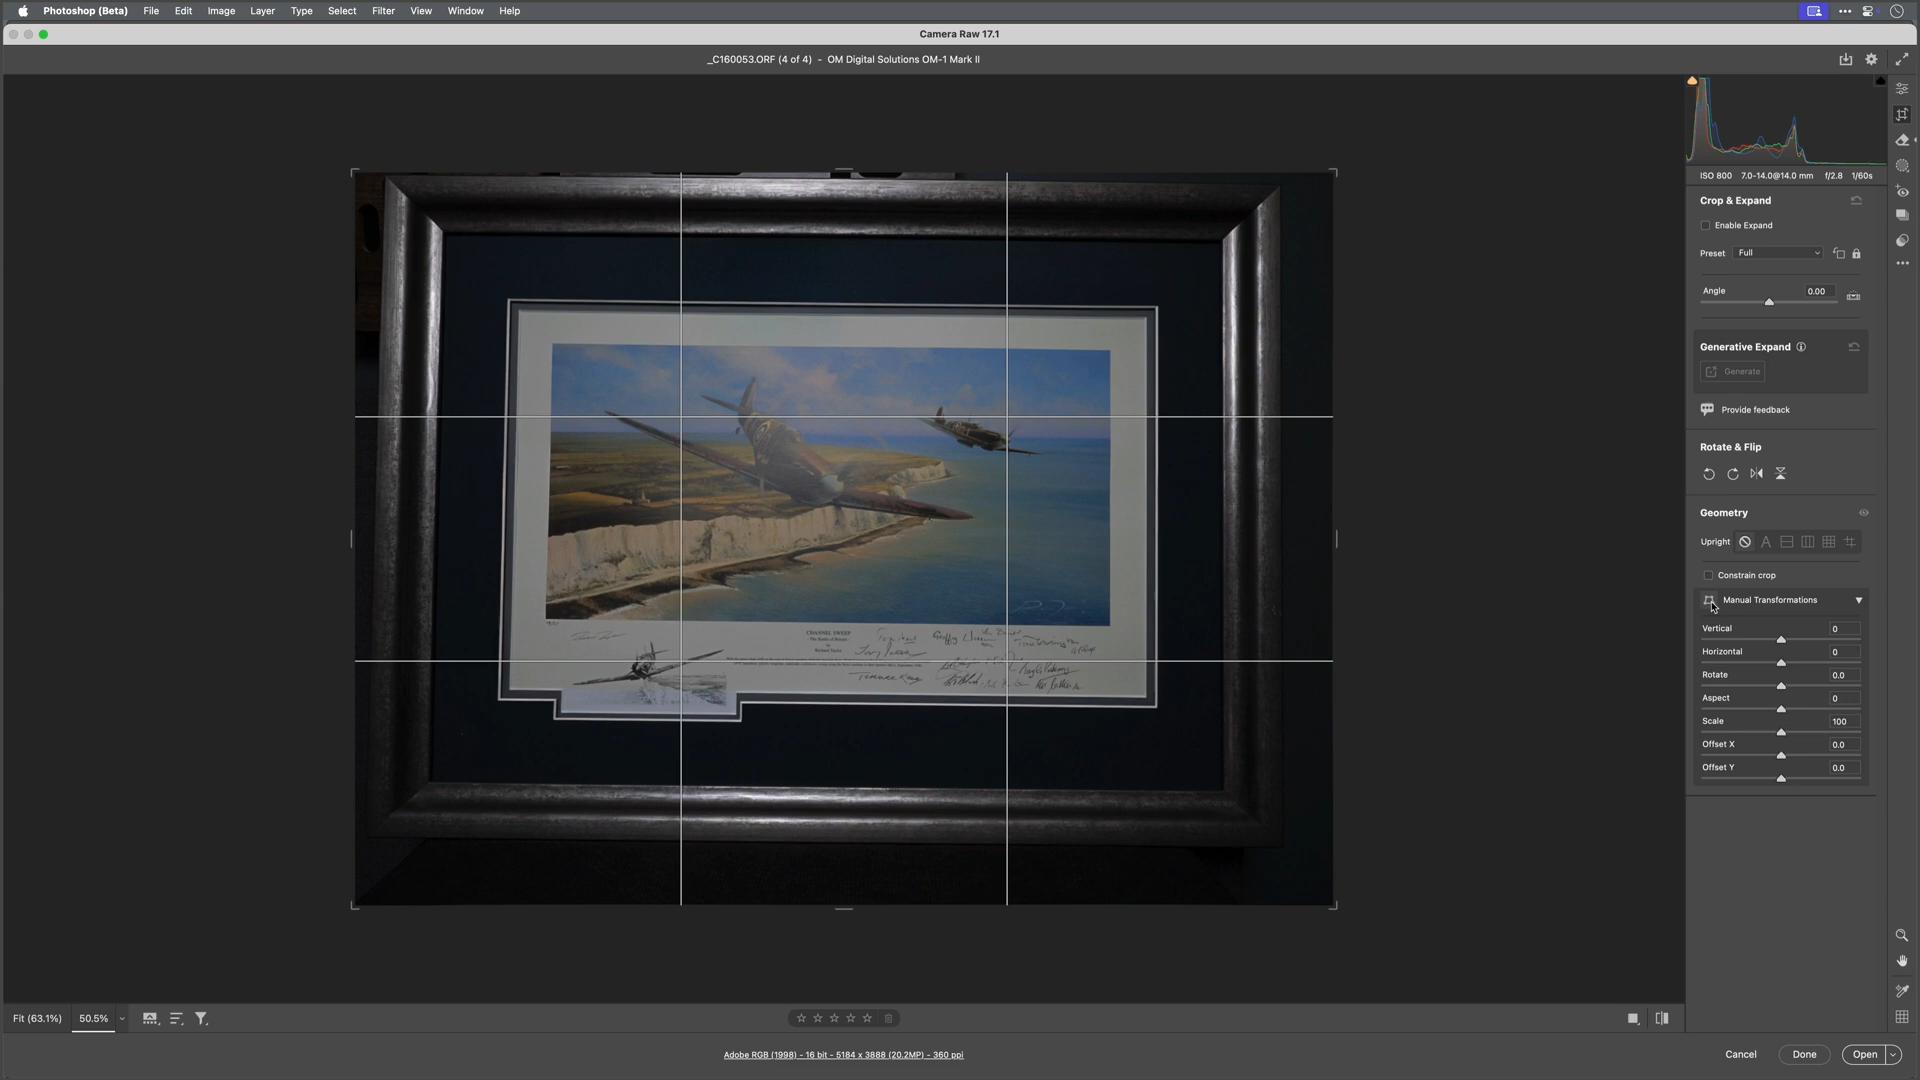 Photoshop (Beta) File Edit Image Layer Type Select Filter View Window Help
Camera Raw 17.1
_C160053.ORF (4 of 4) - OM Digital Solutions OM-1 Mark II
ISO 800 7.0-14.0@14.0 mm f/2.8 1/60s
Crop & Expand
Enable Expand
Preset Full
Angle 0.00
Generative Expand
Generate
Provide feedback
Rotate & Flip
Geometry
Upright A
Constrain crop
Manual Transformations
Vertical 0
Horizontal 0
Rotate 0.0
Aspect 0
Scale 100
Offset X 0.0
Offset Y 0.0
CHANNEL SWEEP
Fit (63.1%) 50.5%
Adobe RGB (1998) - 16 bit - 5184 x 3888 (20.2MP) - 360 ppi
Cancel Done Open